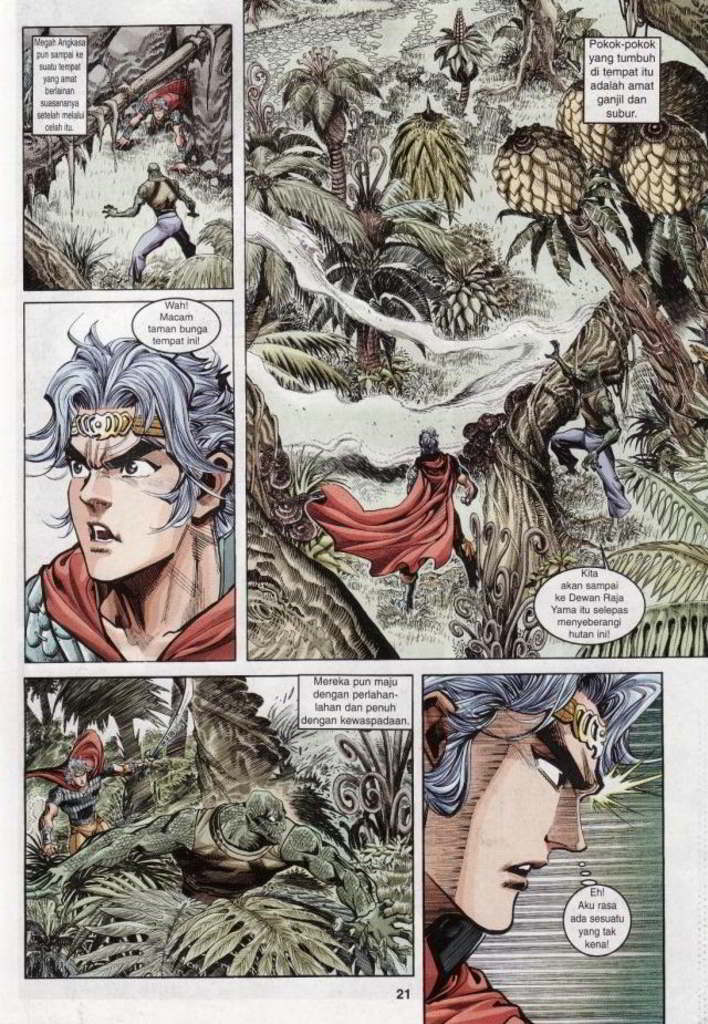 Megah Angkasa
pun sampai ke
suatu tempat
yang amat
berlainan
suasananya
setelah melalui
celah itu.
Pokok-pokok
yang tumbuh
di tempat itu
adalah amat
ganjil dan
subur.
Wah!
Macam
taman bunga
tempat ini!
Kita
akan sampai
ke Dewan Raja
Yama itu selepas
menyeberangi
hutan ini!
Mereka pun maju
dengan perlahan-
lahan dan penuh
dengan kewaspadaan.
Eh!
Aku rasa
ada sesuatu
yang tak
kena!
21